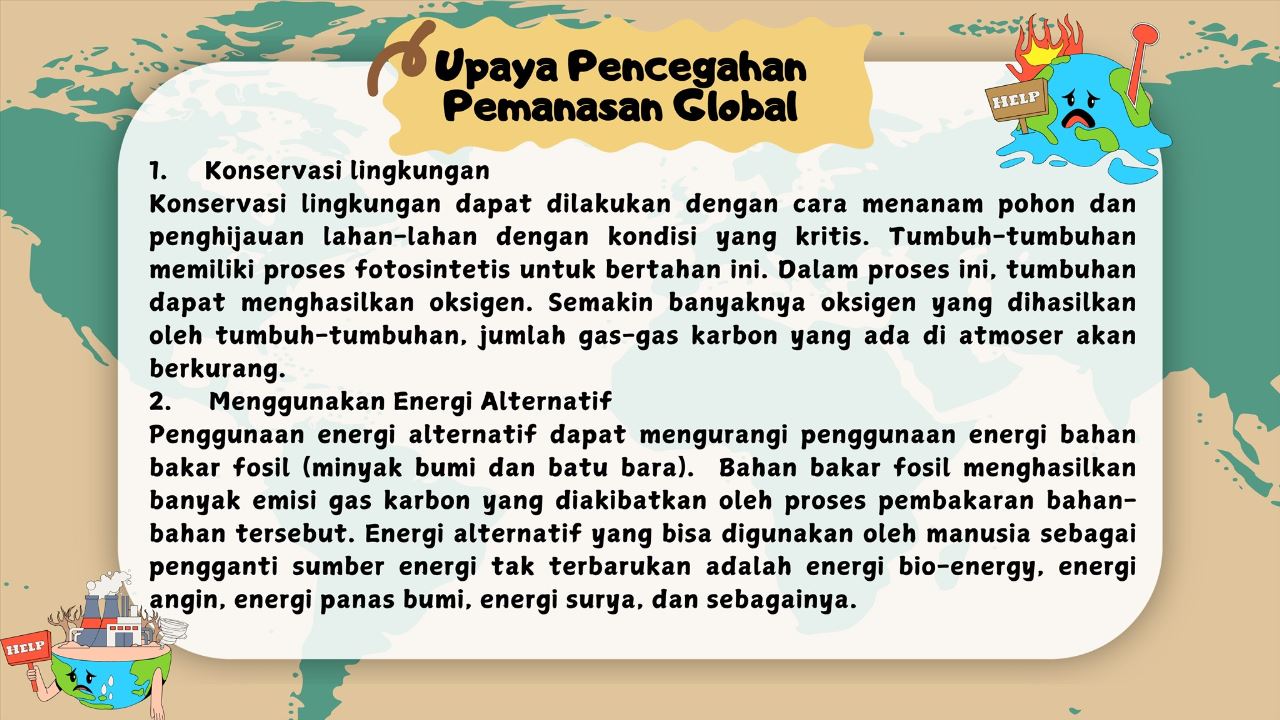 Upaya Pencegahan
Pemanasan Global
HELP
1. Konservasi lingkungan
Konservasi lingkungan dapat dilakukan dengan cara menanam pohon dan
penghijauan lahan-lahan dengan kondisi yang kritis. Tumbuh-tumbuhan
memiliki proses fotosintetis untuk bertahan ini. Dalam proses ini, tumbuhan
dapat menghasilkan oksigen. Semakin banyaknya oksigen yang dihasilkan
oleh tumbuh-tumbuhan, jumlah gas-gas karbon yang ada di atmoser akan
berkurang.
2. Menggunakan Energi Alternatif
Penggunaan energi alternatif dapat mengurangi penggunaan energi bahan
bakar fosil (minyak bumi dan batu bara). Bahan bakar fosil menghasilkan
banyak emisi gas karbon yang diakibatkan oleh proses pembakaran bahan-
bahan tersebut. Energi alternatif yang bisa digunakan oleh manusia sebagai
pengganti sumber energi tak terbarukan adalah energi bio-energy, energi
angin, energi panas bumi, energi surya, dan sebagainya.
HELP